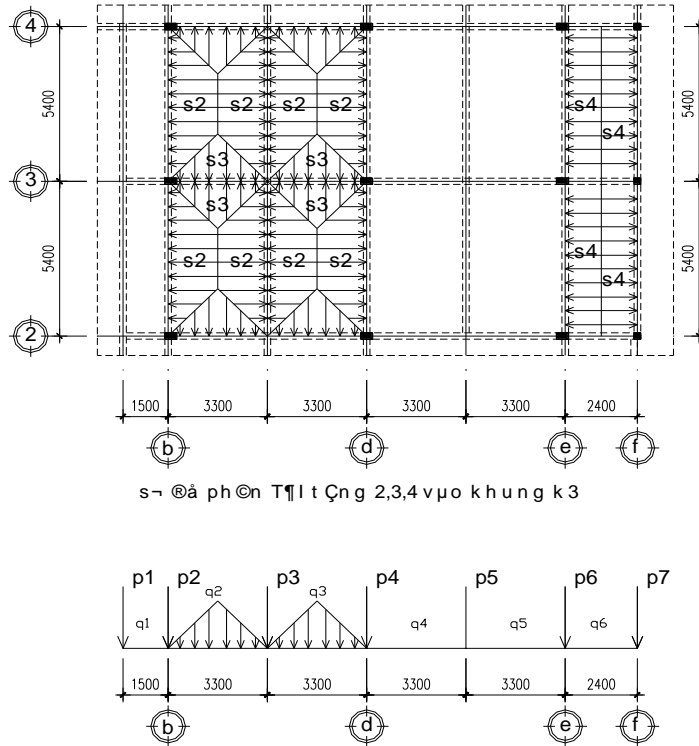 4
5400 s2 s2 s2 s2 s4 5400
s4
s3 s3
3
s3 s3
5400 s2 s2 s2 s2 s4 5400
s4
2
1500 3300 3300 3300 3300 2400
b d e f
s¬ ®å ph©n T¶I tÇng 2,3,4 vµo khung k3
p1 p2 p3 p4 p5 p6 p7
q1 q2 q3 q4 q5 q6
1500 3300 3300 3300 3300 2400
b d e f